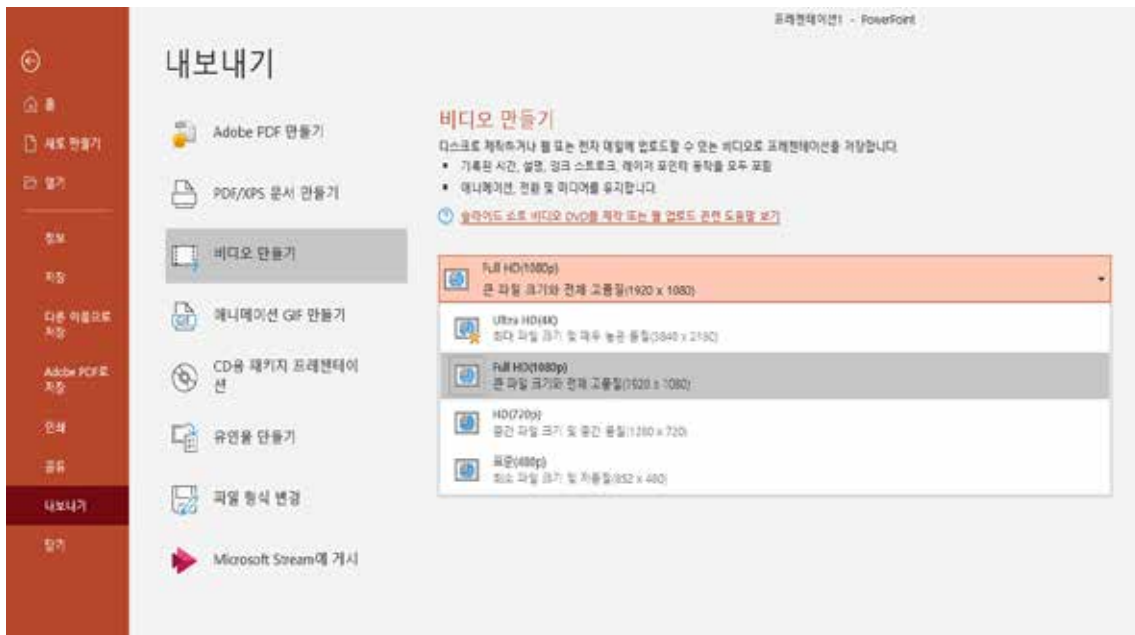 프레젠테이션1 - PowerPoint
내보내기
홈
새로 만들기
열기
정보
저장
다른 이름으로
저장
Adobe PDF로
저장
인쇄
공유
내보내기
닫기
Adobe PDF 만들기
PDF/XPS 문서 만들기
비디오 만들기
애니메이션 GIF 만들기
CD용 패키지 프레젠테이
션
유인물 만들기
파일 형식 변경
Microsoft Stream에 게시
비디오 만들기
디스크로 제작하거나 웹 또는 전자 메일에 업로드할 수 있는 비디오로 프레젠테이션을 저장합니다.
▪ 기록된 시간, 설명, 잉크 스트로크, 레이저 포인터 동작을 모두 포함
▪ 애니메이션, 전환 및 미디어를 유지합니다.
슬라이드 쇼로 비디오 DVD를 제작 또는 웹 업로드 관련 도움말 보기
Full HD(1080p)
큰 파일 크기와 전체 고품질(1920 x 1080)
Ultra HD(4K)
최대 파일 크기 및 매우 높은 품질(3840 x 2160)
Full HD(1080p)
큰 파일 크기와 전체 고품질(1920 x 1080)
HD(720p)
중간 파일 크기 및 중간 품질(1280 x 720)
표준(480p)
최소 파일 크기 및 저품질(852 x 480)